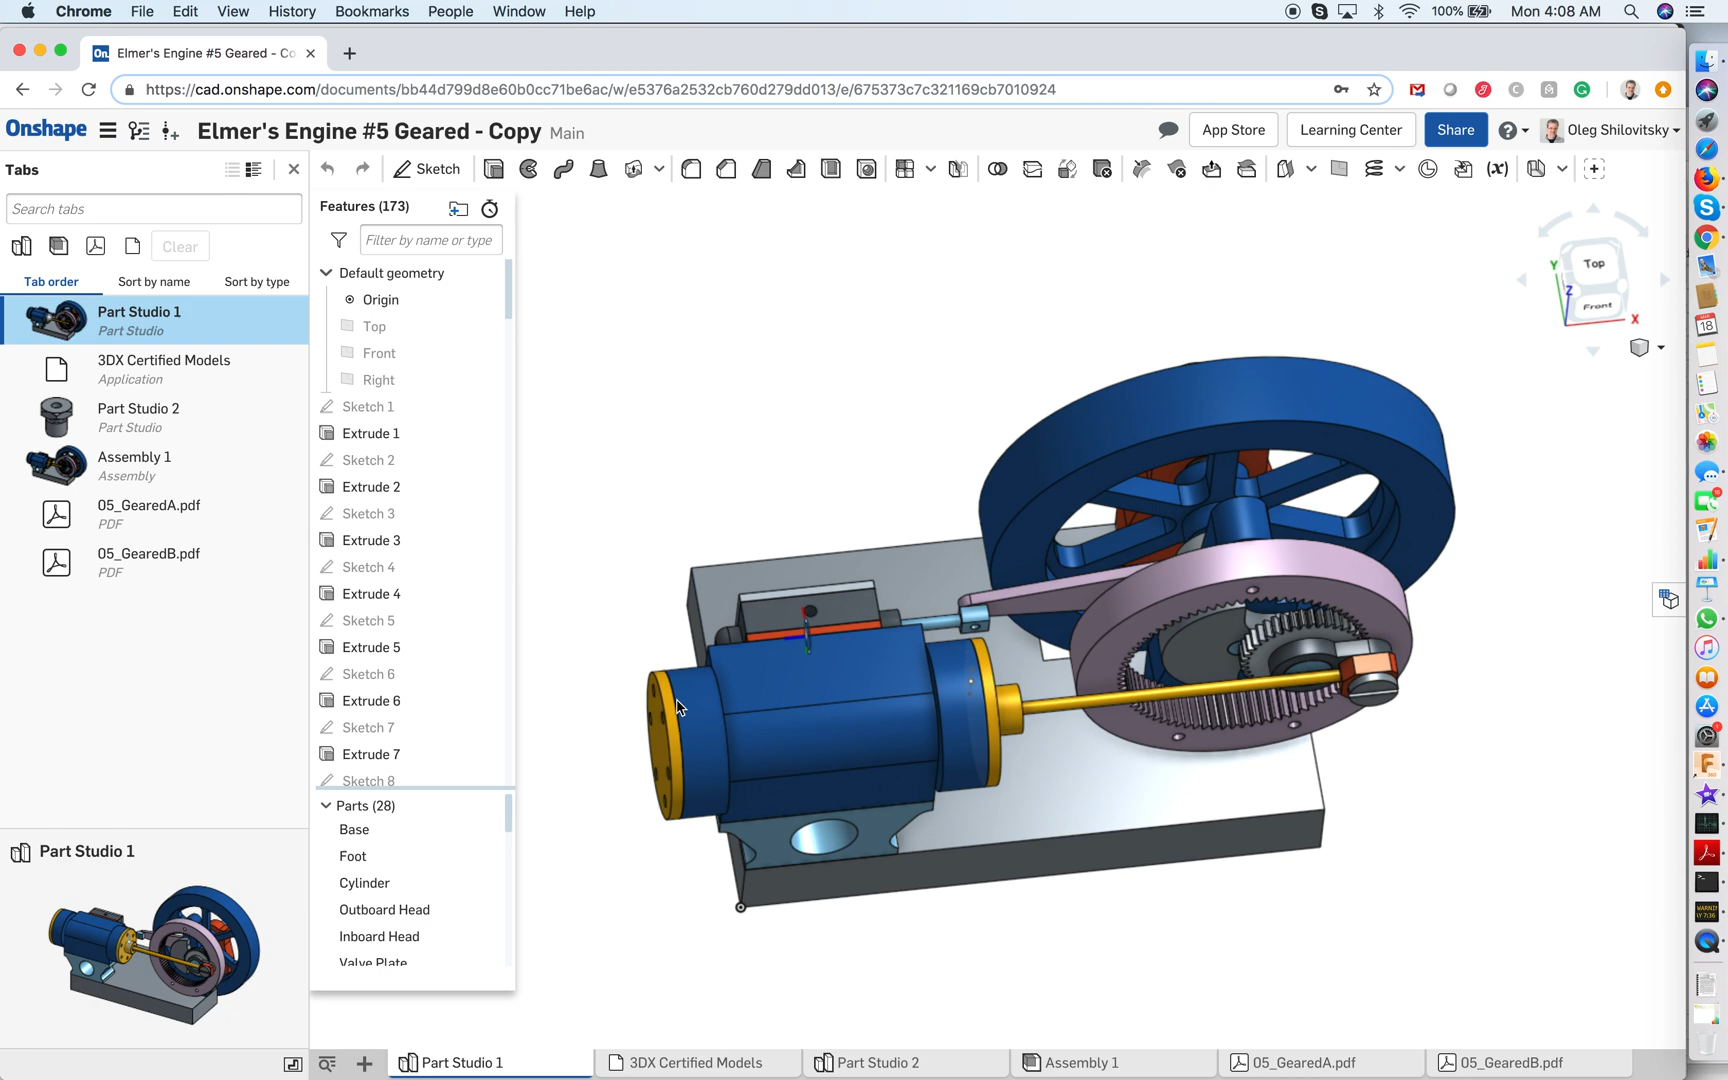 Chrome File Edit View History Bookmarks People Window Help 100% Mon 4:08 AM
On. Elmer's Engine #5 Geared - Co
https://cad.onshape.com/documents/bb44d799d8e60b0cc71be6ac/w/e5376a2532cb760d279dd013/e/675373c7c321169cb7010924
Onshape Elmer's Engine #5 Geared - Copy Main App Store Learning Center Share Oleg Shilovitsky
Tabs
Sketch
Search tabs
Clear
Tab order Sort by name Sort by type
Part Studio 1
Part Studio
3DX Certified Models
Application
Part Studio 2
Part Studio
Assembly 1
Assembly
05_GearedA.pdf
PDF
05_GearedB.pdf
PDF
Part Studio 1
Features (173)
Filter by name or type
Default geometry
Origin
Top
Front
Right
Sketch 1
Extrude 1
Sketch 2
Extrude 2
Sketch 3
Extrude 3
Sketch 4
Extrude 4
Sketch 5
Extrude 5
Sketch 6
Extrude 6
Sketch 7
Extrude 7
Sketch 8
Parts (28)
Base
Foot
Cylinder
Outboard Head
Inboard Head
Valve Plate
Top
Front
Y
Z
X
18
Part Studio 1 3DX Certified Models Part Studio 2 Assembly 1 05_GearedA.pdf 05_GearedB.pdf